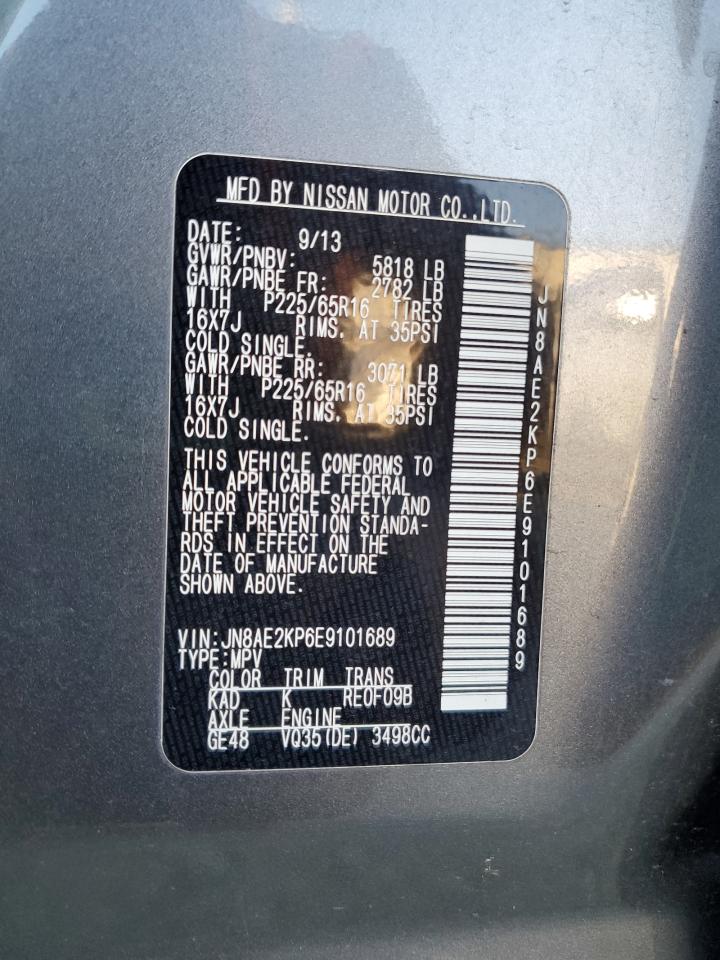 MFD BY NISSAN MOTOR CO.,LTD.
DATE: 9/13
GVWR/PNBV: 5818 LB
GAWR/PNBE FR: 2782 LB
WITH P225/65R16 TIRES
16X7J RIMS, AT 35PSI
COLD SINGLE.
GAWR/PNBE RR: 3071 LB
WITH P225/65R16 TIRES
16X7J RIMS, AT 35PSI
COLD SINGLE.
THIS VEHICLE CONFORMS TO
ALL APPLICABLE FEDERAL
MOTOR VEHICLE SAFETY AND
THEFT PREVENTION STANDA-
RDS IN EFFECT ON THE
DATE OF MANUFACTURE
SHOWN ABOVE.
VIN:JN8AE2KP6E9101689
TYPE:MPV
COLOR TRIM TRANS
KAD K RE0F09B
AXLE ENGINE
GE48 VQ35(DE) 3498CC
JN8AE2KP6E9101689